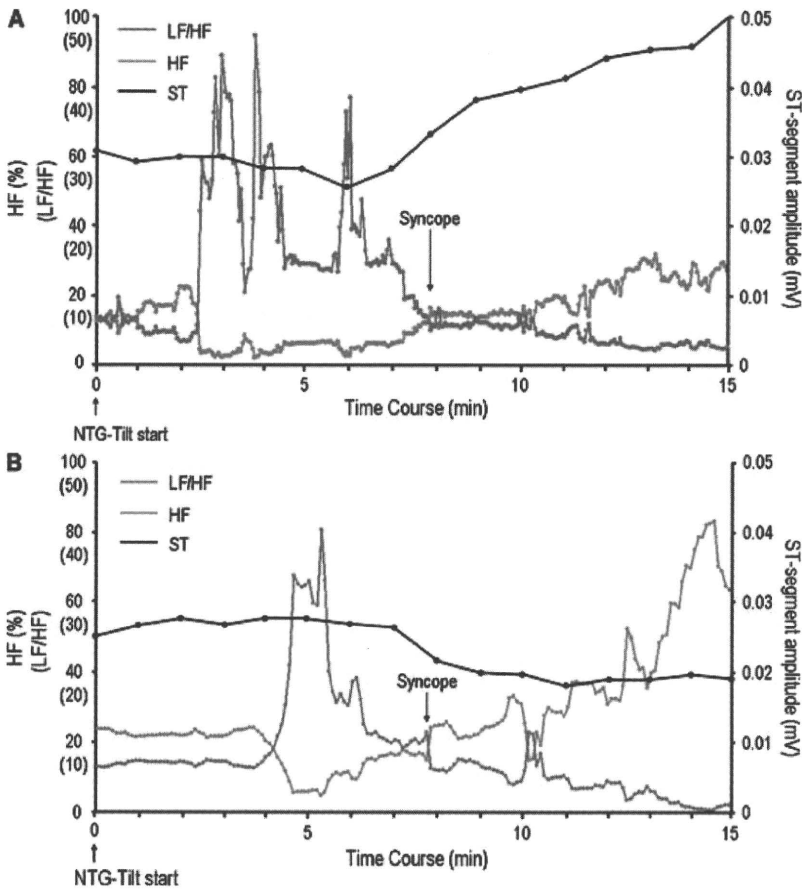 A
100
(50)
80
(40)
60
(30)
40
(20)
20
(10)
0
HF (%)
(LF/HF)
LF/HF
HF
ST
Syncope
0.05
0.04
0.03
0.02
0.01
0
ST-segment amplitude (mV)
0
5
10
15
Time Course (min)
NTG-Tilt start
B
100
(50)
80
(40)
60
(30)
40
(20)
20
(10)
0
HF (%)
(LF/HF)
LF/HF
HF
ST
Syncope
0.05
0.04
0.03
0.02
0.01
0
ST-segment amplitude (mV)
0
5
10
15
Time Course (min)
NTG-Tilt start